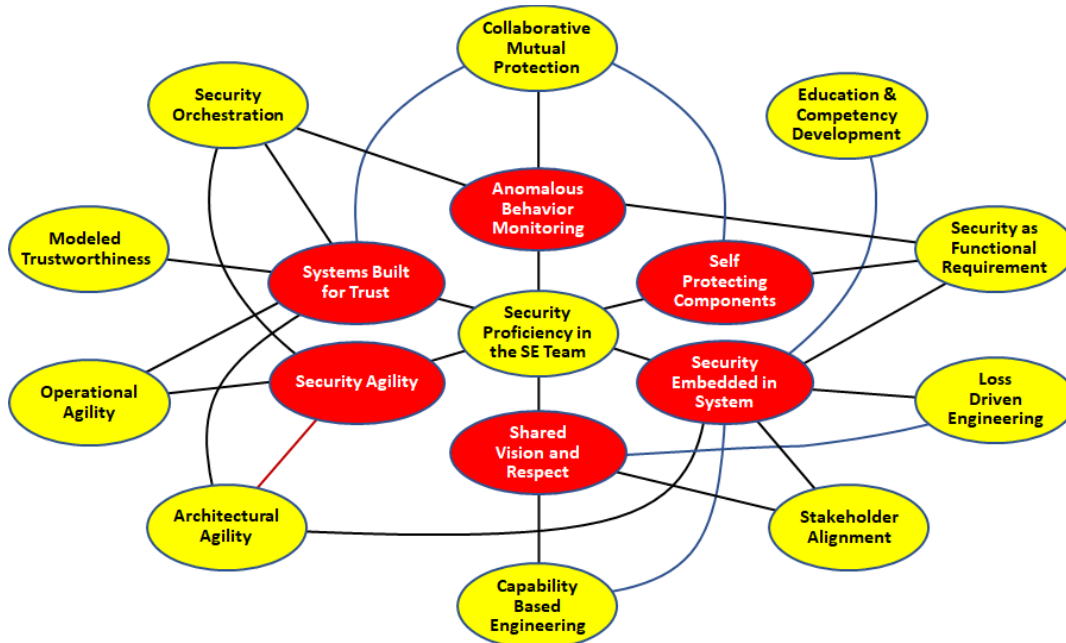 Collaborative
Mutual
Protection
Security
Orchestration
Education &
Competency
Development
Anomalous
Behavior
Monitoring
Modeled
Trustworthiness
Systems Built
for Trust
Self
Protecting
Components
Security as
Functional
Requirement
Security
Proficiency in
the SE Team
Operational
Agility
Security Agility
Security
Embedded in
System
Loss
Driven
Engineering
Shared
Vision and
Respect
Architectural
Agility
Stakeholder
Alignment
Capability
Based
Engineering